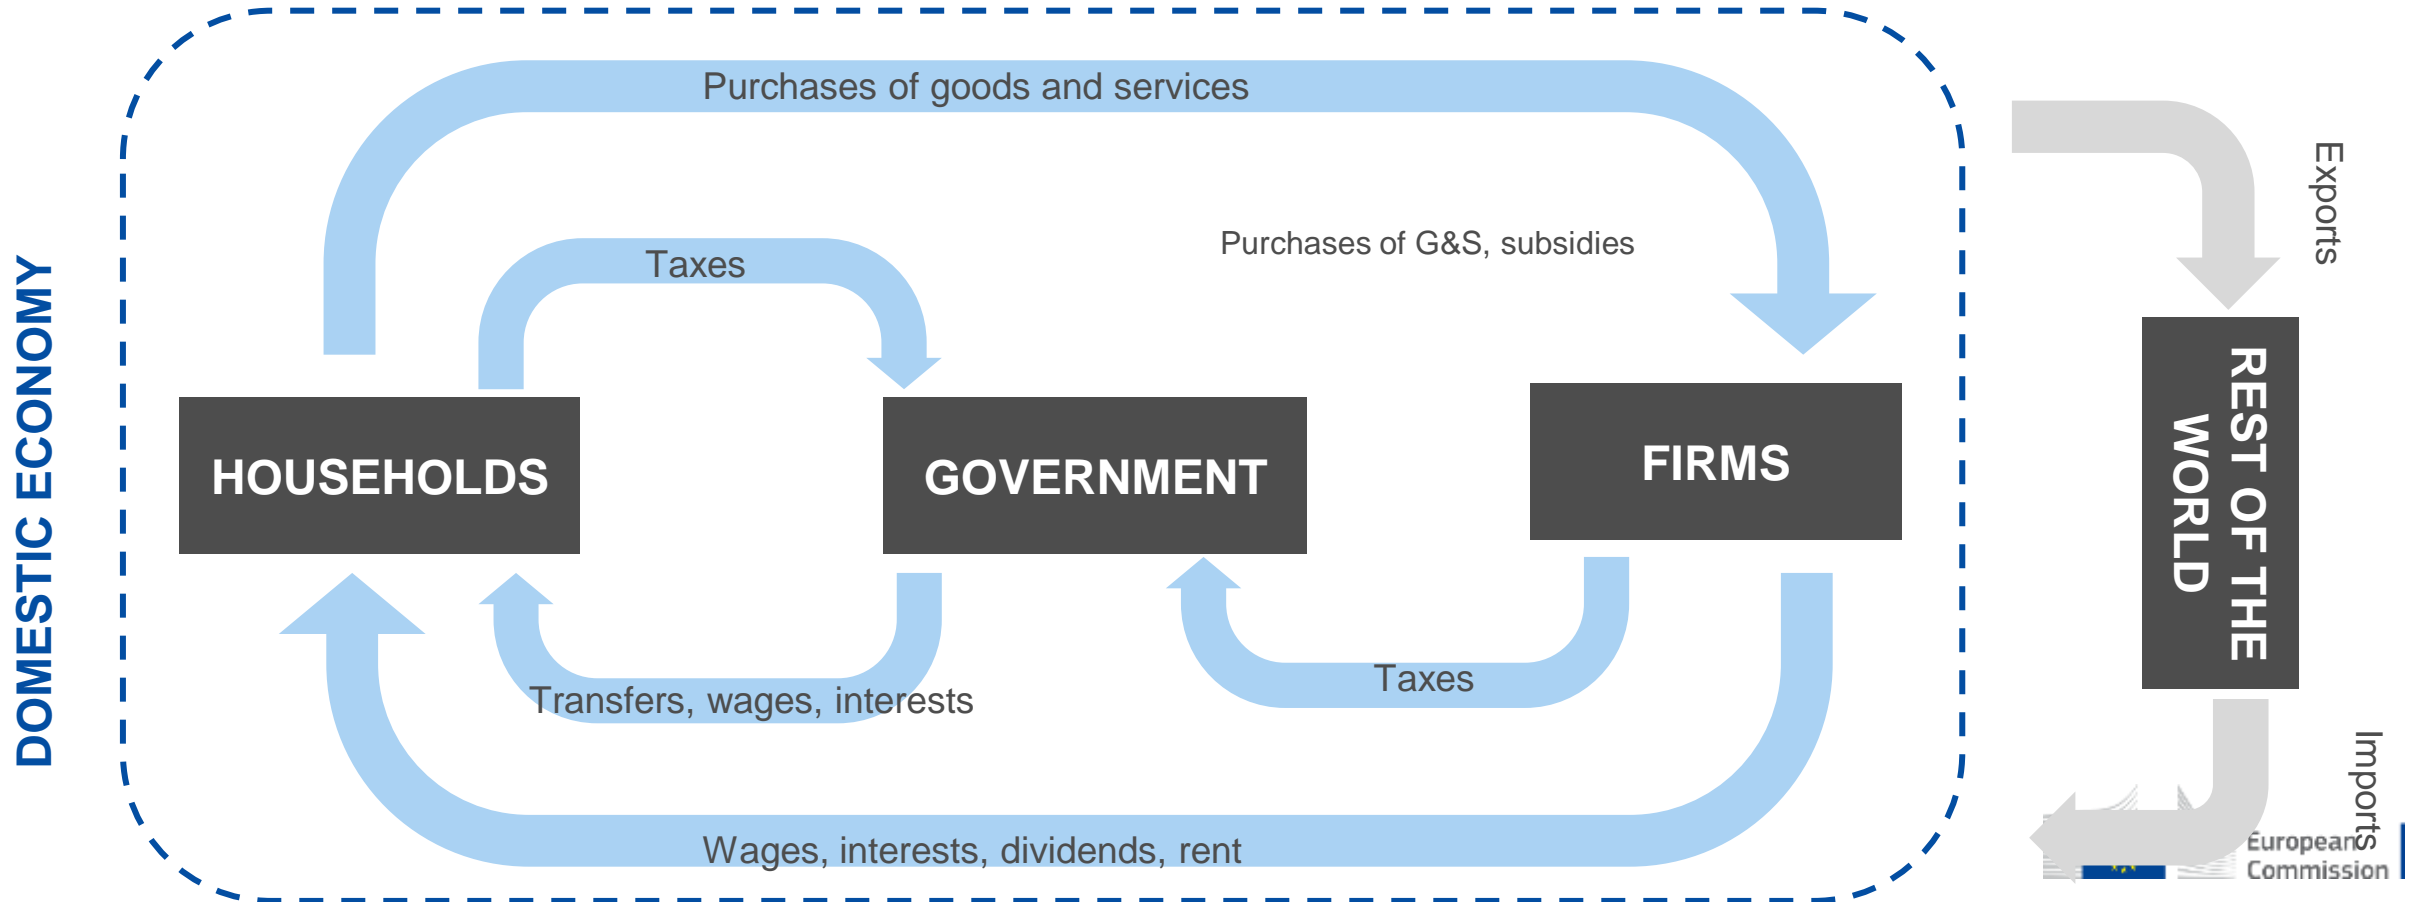 DOMESTIC ECONOMY
Purchases of goods and services
Taxes
Purchases of G&S, subsidies
Exports
HOUSEHOLDS
GOVERNMENT
FIRMS
REST OF THE
WORLD
Transfers, wages, interests
Taxes
Wages, interests, dividends, rent
Imports
European
Commission